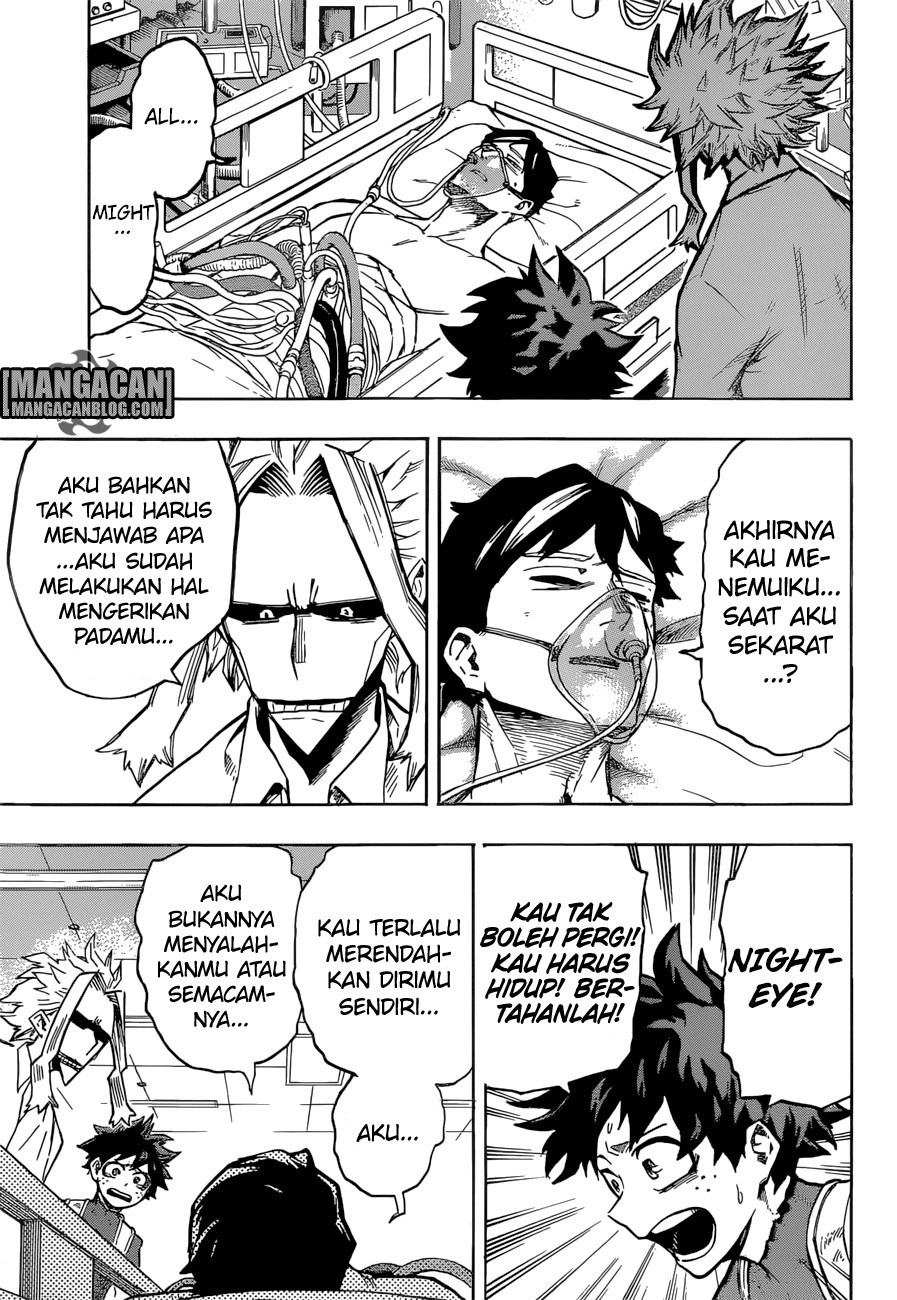 ALL...
MIGHT
...
[MANGACAN]
MANGACANBLOG.COM
AKHIRNYA
KAU ME-
NEMUIKU...
SAAT AKU
SEKARAT
...?
AKU BAHKAN
TAK TAHU HARUS
MENJAWAB APA
...AKU SUDAH
MELAKUKAN HAL
MENGERIKAN
PADAMU...
NIGHT-
EYE!
KAU TAK
BOLEH PERGI!
KAU HARUS
HIDUP! BER-
TAHANLAH!
KAU TERLALU
MERENDAH-
KAN DIRIMU
SENDIRI...
AKU...
AKU
BUKANNYA
MENYALAH-
KANMU ATAU
SEMACAM-
NYA...